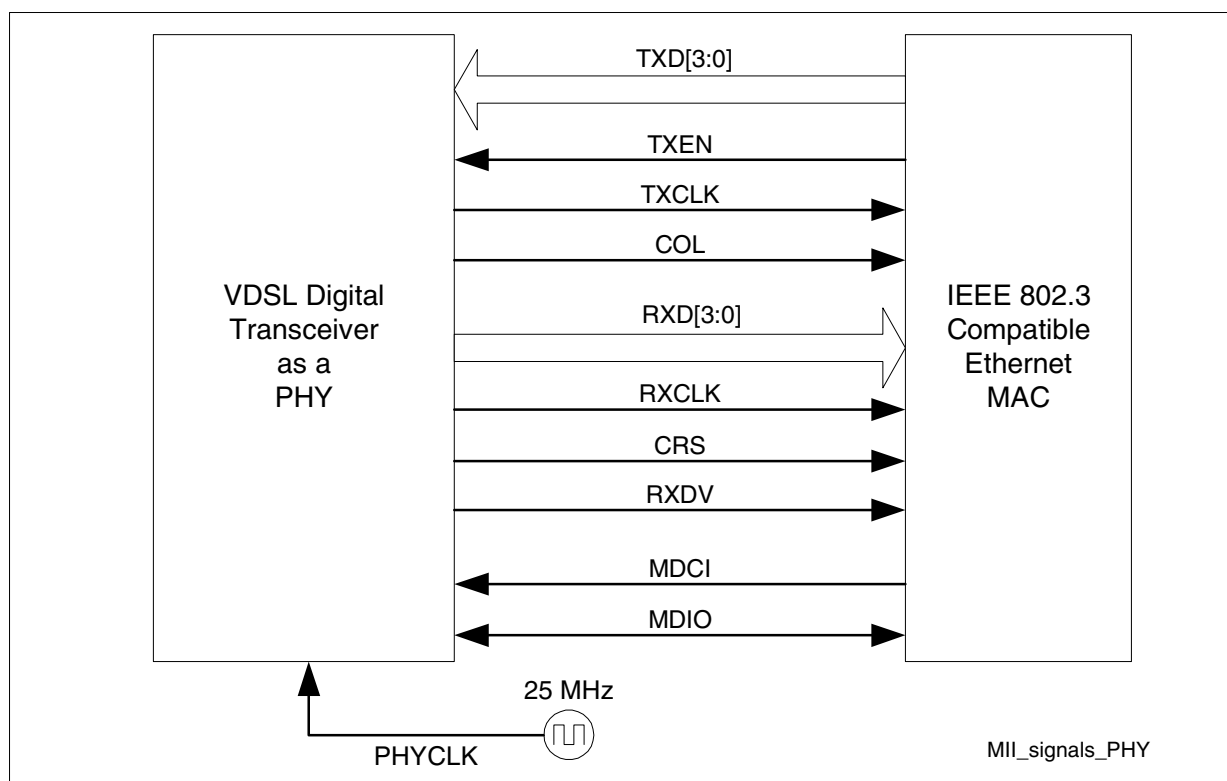 TXD[3:0]
TXEN
TXCLK
COL
VDSL Digital
Transceiver
as a
PHY
RXD[3:0]
IEEE 802.3
Compatible
Ethernet
MAC
RXCLK
CRS
RXDV
MDCI
MDIO
25 MHz
PHYCLK
MII_signals_PHY